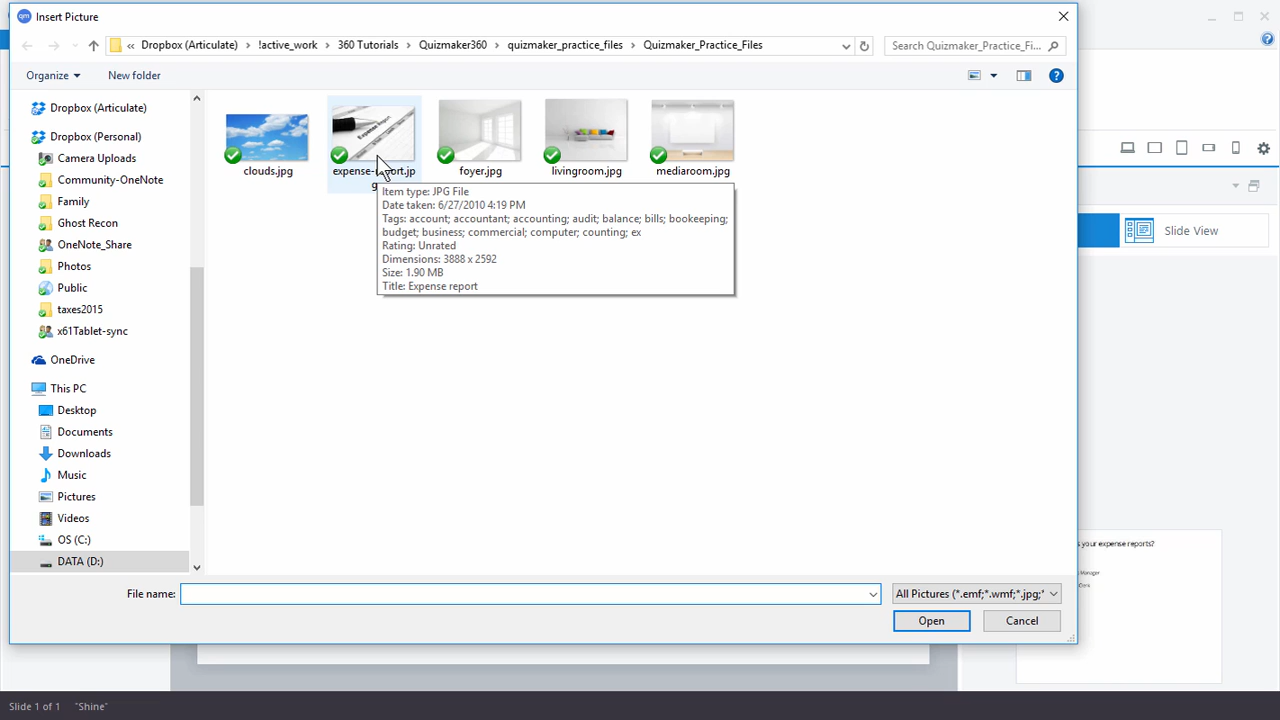 Insert Picture
« Dropbox (Articulate) › !active_work › 360 Tutorials › Quizmaker360 › quizmaker_practice_files › Quizmaker_Practice_Files
Search Quizmaker_Practice_Fi...
Organize
New folder
Dropbox (Articulate)
Dropbox (Personal)
Camera Uploads
Community-OneNote
Family
Ghost Recon
OneNote_Share
Photos
Public
taxes2015
x61Tablet-sync
OneDrive
This PC
Desktop
Documents
Downloads
Music
Pictures
Videos
OS (C:)
DATA (D:)
Expense Report
clouds.jpg
foyer.jpg
livingroom.jpg
mediaroom.jpg
Item type: JPG File
Date taken: 6/27/2010 4:19 PM
Tags: account; accountant; accounting; audit; balance; bills; bookeeping;
budget; buisness; commercial; computer; counting; ex
Rating: Unrated
Dimensions: 3888 x 2592
Size: 1.90 MB
Title: Expense report
Slide View
s your expense reports?
Manager
File name:
All Pictures (*.emf;*.wmf;*.jpg;*
Open
Cancel
Slide 1 of 1
"Shine"